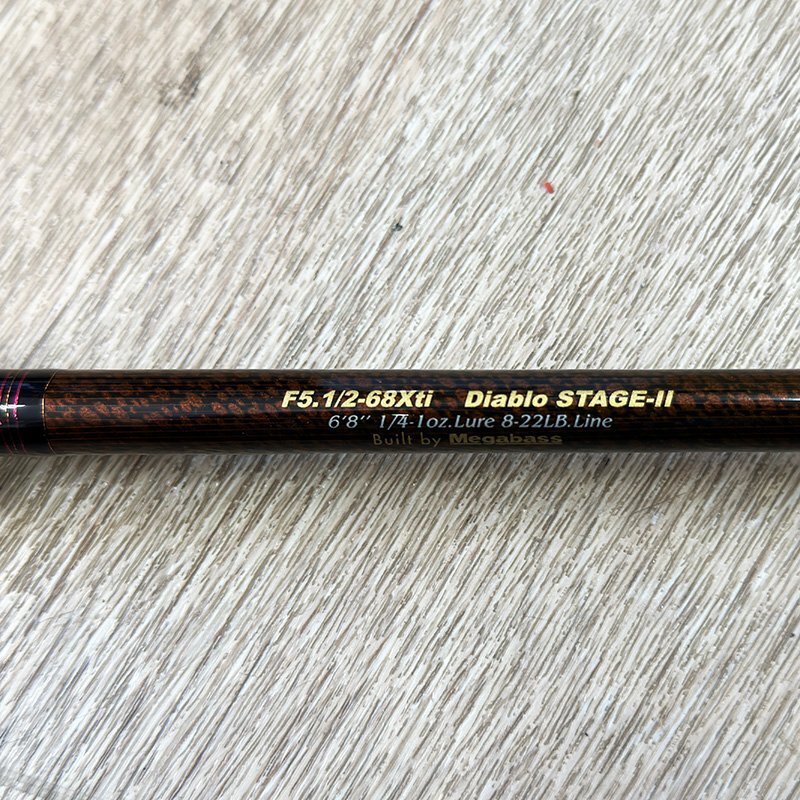 F5.1/2-68Xti Diablo STAGE-II
6'8'' 1/4-1oz.Lure 8-22LB.Line
Built by Megabass